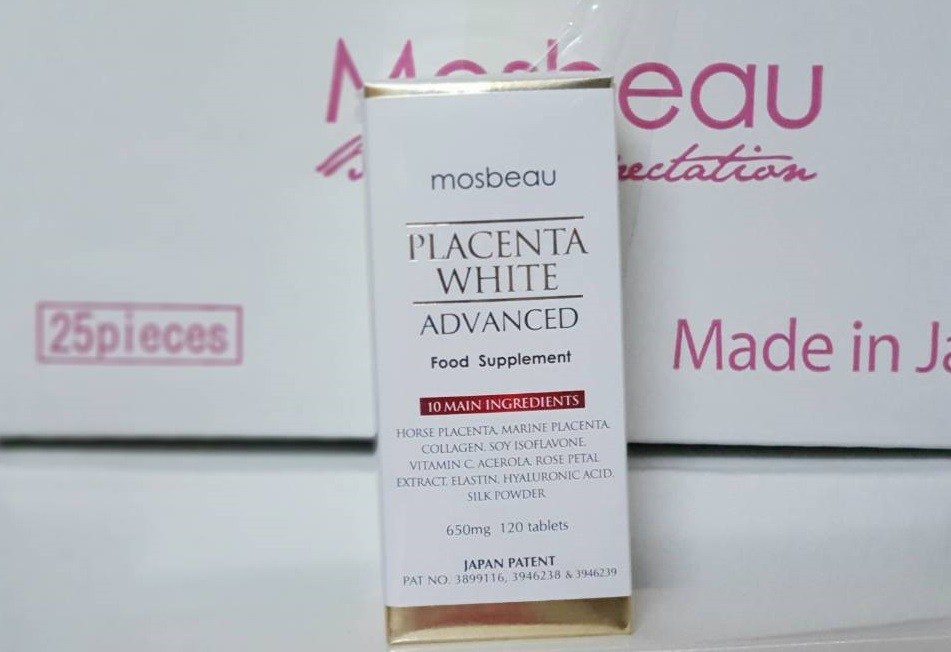 mosbeau
PLACENTA
WHITE
ADVANCED
Food Supplement
10 MAIN INGREDIENTS
HORSE PLACENTA, MARINE PLACENTA,
COLLAGEN, SOY ISOFLAVONE,
VITAMIN C, ACEROLA, ROSE PETAL
EXTRACT, ELASTIN, HYALURONIC ACID,
SILK POWDER
650mg 120 tablets
JAPAN PATENT
PAT NO. 3899116, 3946238 & 3946239
25pieces
Made in